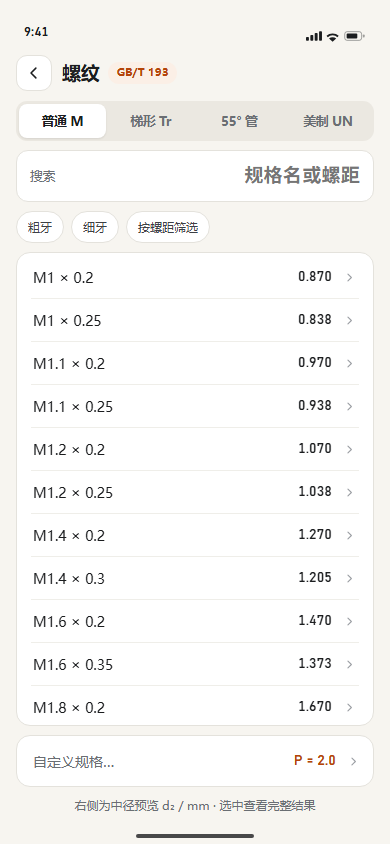 9:41
螺纹 GB/T 193
普通 M 梯形 Tr 55° 管 美制 UN
搜索 规格名或螺距
粗牙 细牙 按螺距筛选
M1 × 0.2 0.870
M1 × 0.25 0.838
M1.1 × 0.2 0.970
M1.1 × 0.25 0.938
M1.2 × 0.2 1.070
M1.2 × 0.25 1.038
M1.4 × 0.2 1.270
M1.4 × 0.3 1.205
M1.6 × 0.2 1.470
M1.6 × 0.35 1.373
M1.8 × 0.2 1.670
自定义规格... P = 2.0
右侧为中径预览 d₂ / mm · 选中查看完整结果